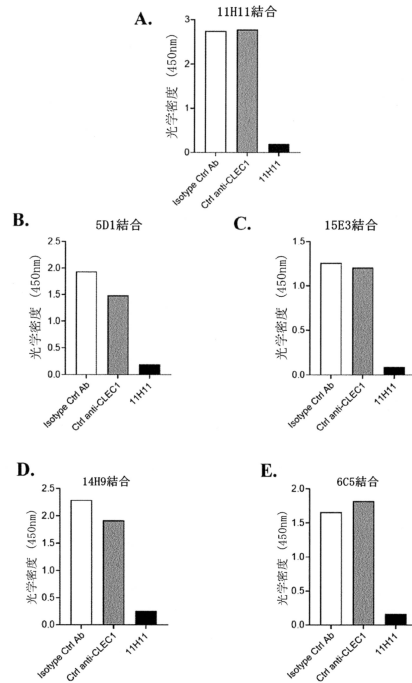 A.
11H11結合
光学密度 (450nm)
3
2
1
0
Isotype Ctrl Ab
Ctrl anti-CLEC1
11H11
B.
5D1結合
光学密度 (450nm)
2.5
2.0
1.5
1.0
0.5
0.0
Isotype Ctrl Ab
Ctrl anti-CLEC1
11H11
C.
15E3結合
光学密度 (450nm)
1.5
1.0
0.5
0.0
Isotype Ctrl Ab
Ctrl anti-CLEC1
11H11
D.
14H9結合
光学密度 (450nm)
2.5
2.0
1.5
1.0
0.5
0.0
Isotype Ctrl Ab
Ctrl anti-CLEC1
11H11
E.
6C5結合
光学密度 (450nm)
2.0
1.5
1.0
0.5
0.0
Isotype Ctrl Ab
Ctrl anti-CLEC1
11H11